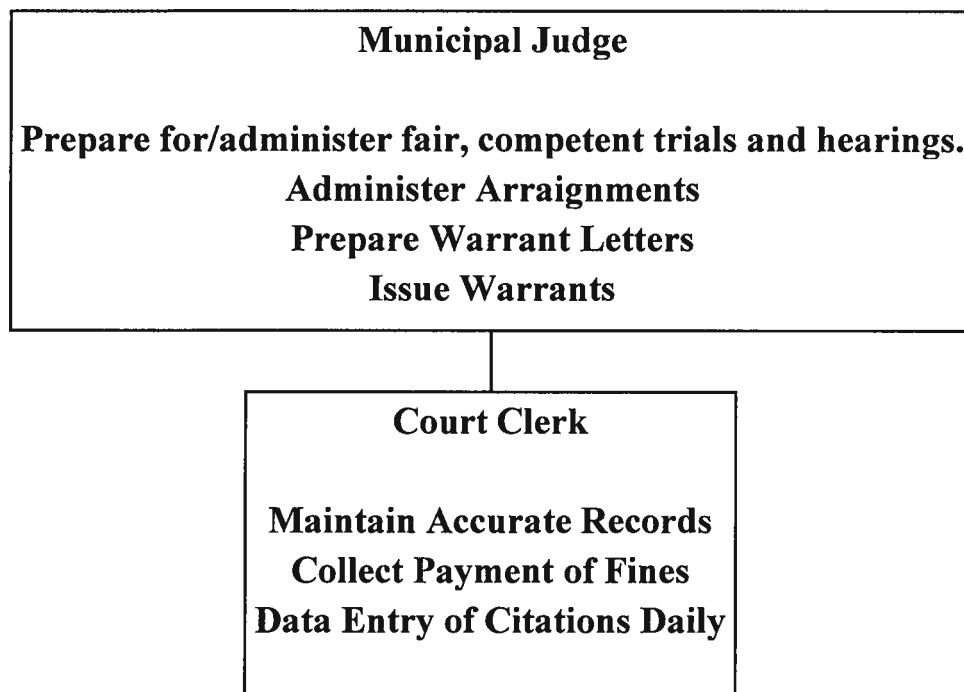 Municipal Judge
Prepare for/administer fair, competent trials and hearings.
Administer Arraignments
Prepare Warrant Letters
Issue Warrants
Court Clerk
Maintain Accurate Records
Collect Payment of Fines
Data Entry of Citations Daily